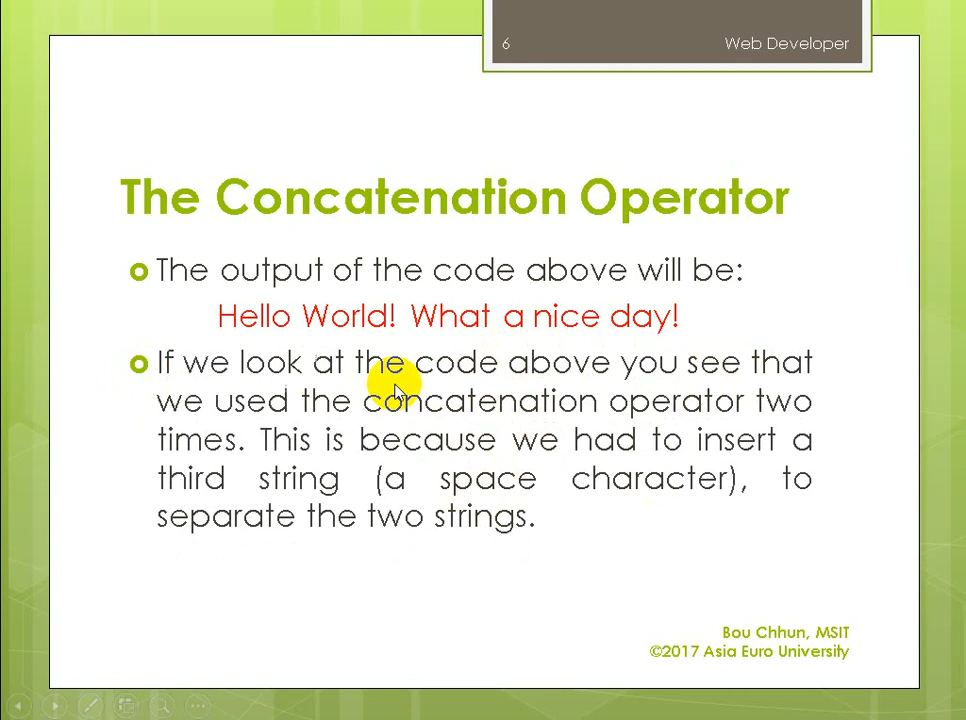 6 Web Developer
The Concatenation Operator
The output of the code above will be:
Hello World! What a nice day!
If we look at the code above you see that
we used the concatenation operator two
times. This is because we had to insert a
third string (a space character), to
separate the two strings.
Bou Chhun, MSIT
©2017 Asia Euro University